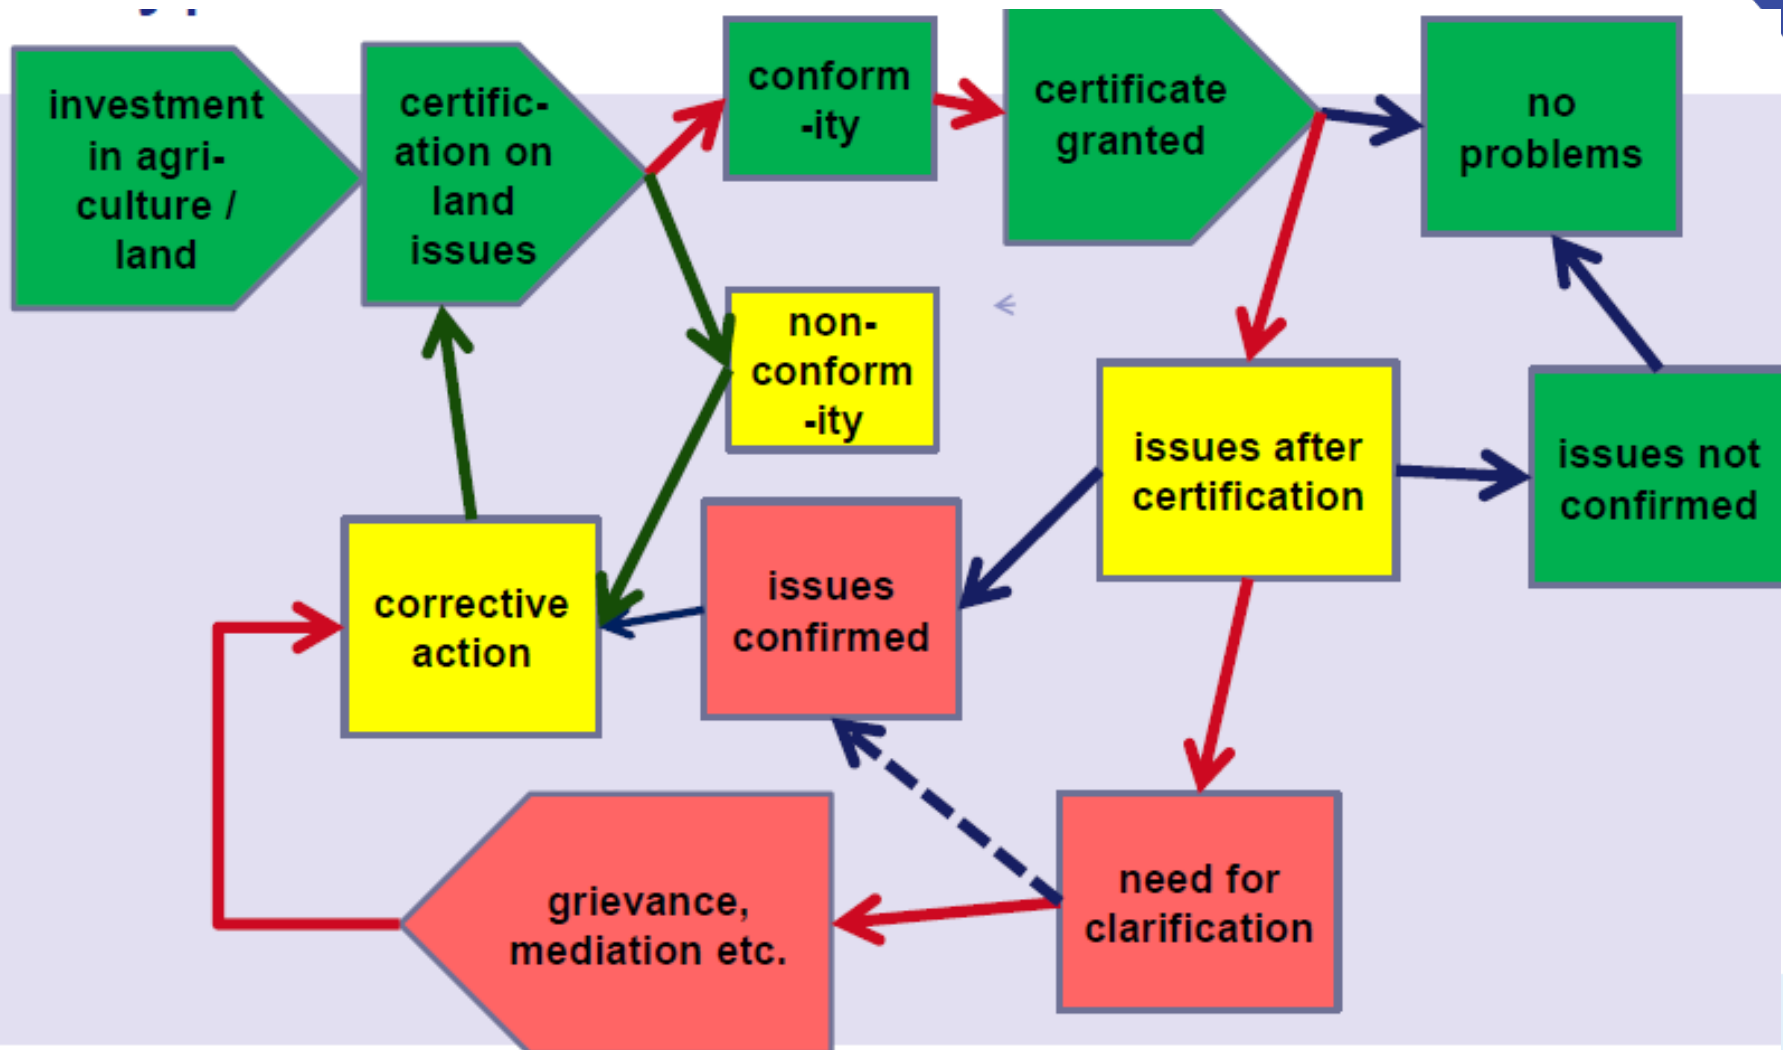 investment
in agri-
culture /
land
certific-
ation on
land
issues
conform
-ity
certificate
granted
no
problems
non-
conform
-ity
issues after
certification
issues not
confirmed
issues
confirmed
corrective
action
need for
clarification
grievance,
mediation etc.